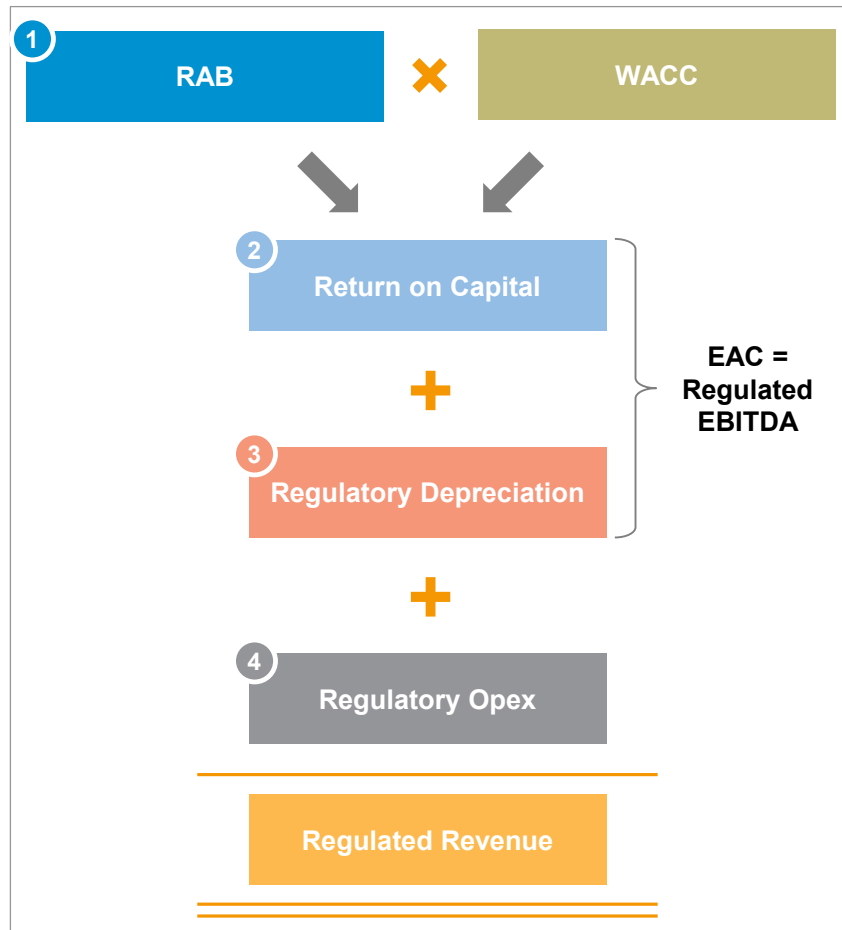 1
RAB
WACC
2
Return on Capital
EAC =
Regulated
EBITDA
3
Regulatory Depreciation
4
Regulatory Opex
Regulated Revenue